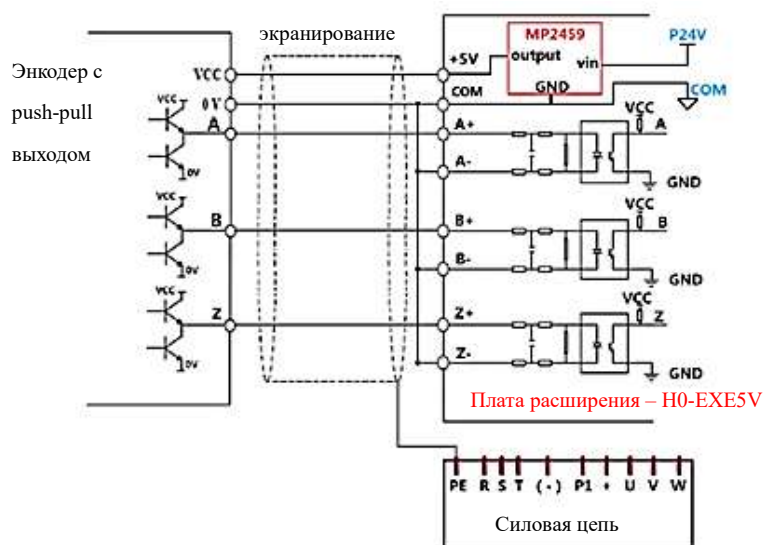 экранирование
Энкодер с
push-pull
выходом
VCC
0V
VCC
A
0V
VCC
B
0V
VCC
Z
0V
+5V
COM
MP2459
output
vin
GND
P24V
COM
A+
A-
VCC
A
GND
B+
B-
VCC
B
GND
Z+
Z-
VCC
Z
GND
Плата расширения – H0-EXE5V
PE R S T (-) P1 + U V W
Силовая цепь